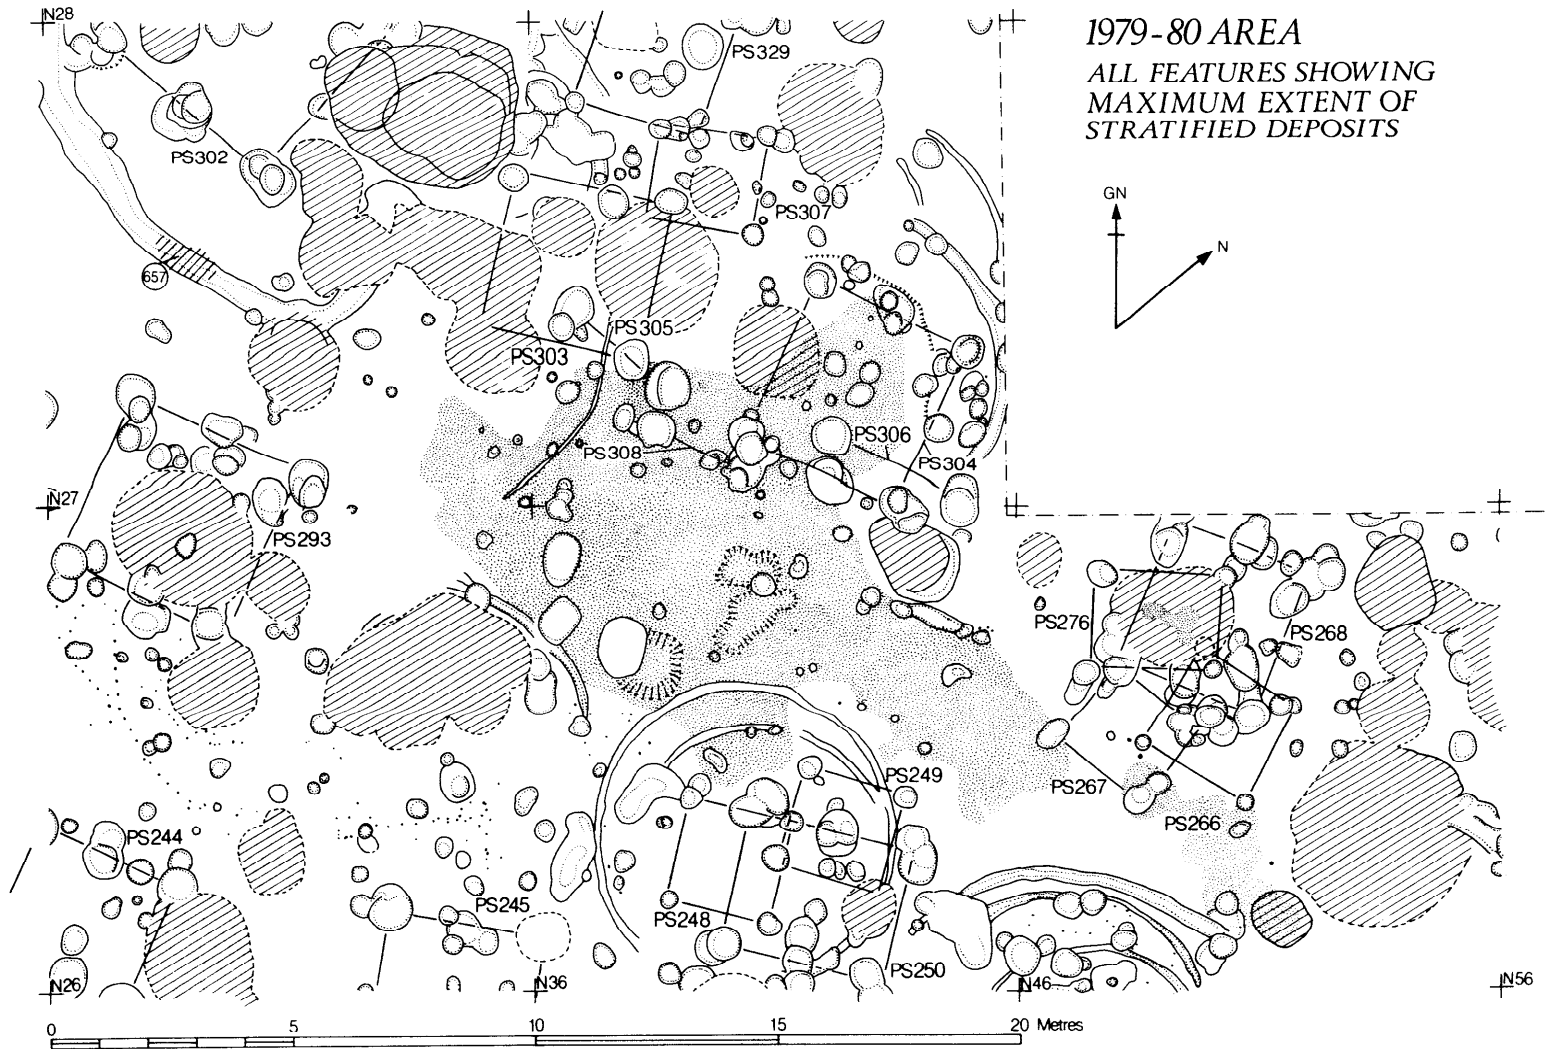 N28
1979-80 AREA
ALL FEATURES SHOWING
MAXIMUM EXTENT OF
STRATIFIED DEPOSITS
PS329
PS302
GN
N
PS307
657
PS305
PS303
PS306
PS308
PS304
N27
PS293
PS276
PS268
PS249
PS267
PS266
PS244
PS245
PS248
PS250
N26
N36
N46
N56
0 5 10 15 20 Metres